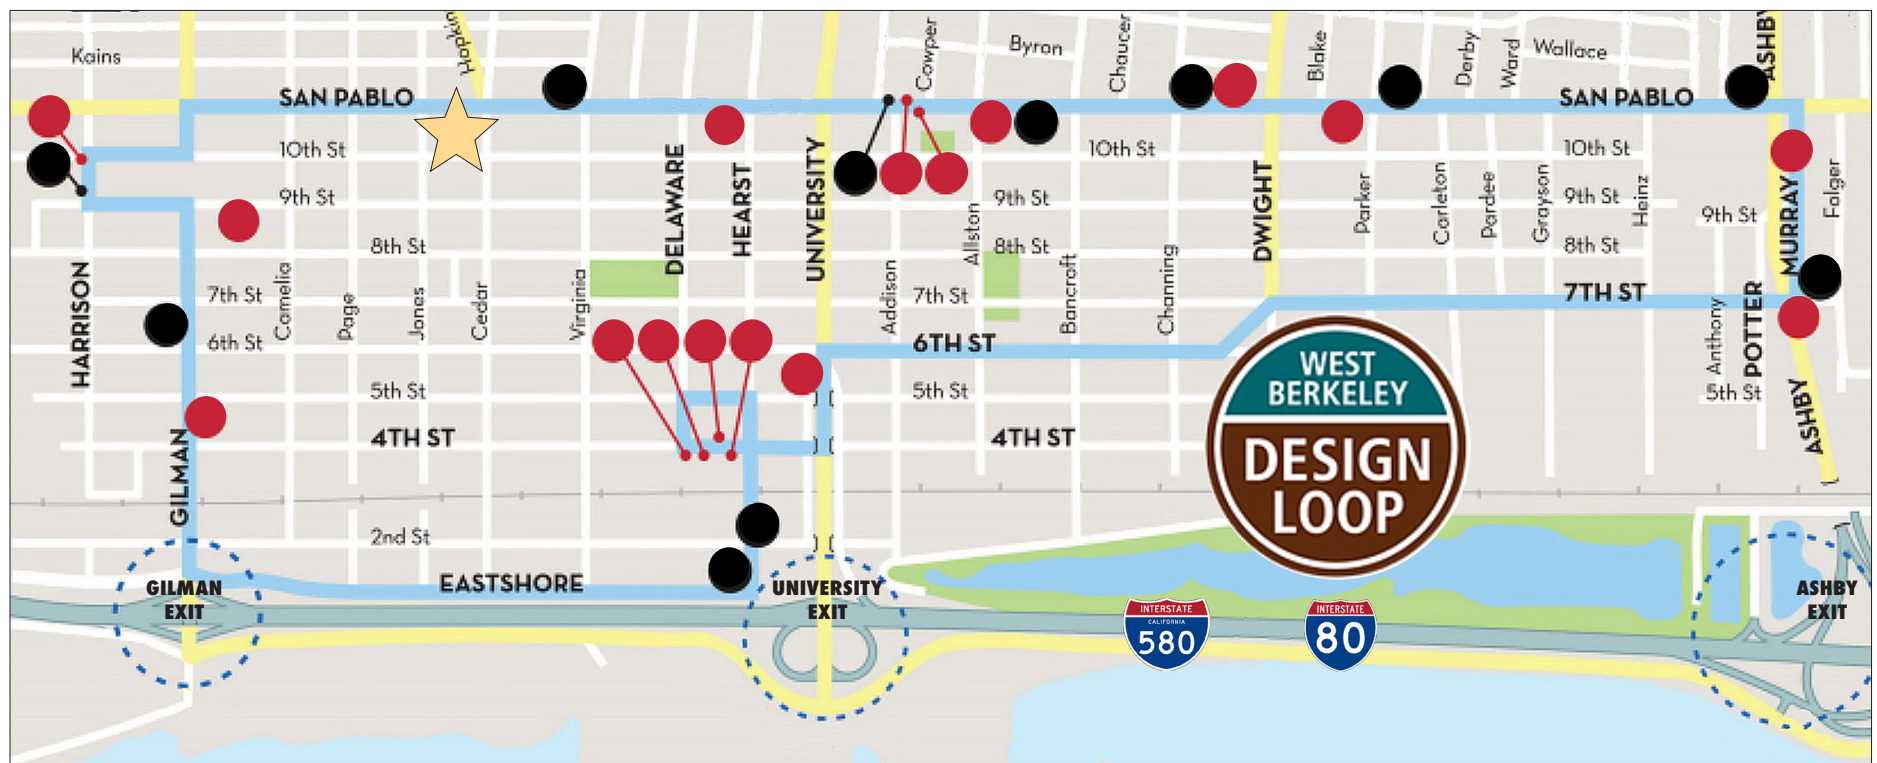 Kains
Hopkin
Cowper
Byron
Chaucer
Blake
Derby
Ward
Wallace
ASHBY
SAN PABLO
SAN PABLO
10th St
10th St
10th St
9th St
9th St
9th St
9th St
8th St
8th St
8th St
HARRISON
Camelia
Page
Jones
Cedar
Virginia
DELAWARE
HEARST
UNIVERSITY
Addison
Allston
Bancroft
Channing
DWIGHT
Parker
Carleton
Pardee
Grayson
Heinz
Anthony
POTTER
MURRAY
Folger
7th St
7th St
7TH ST
6th St
6TH ST
5th St
5th St
5th St
4TH ST
4TH ST
GILMAN
ASHBY
2nd St
EASTSHORE
WEST
BERKELEY
DESIGN
LOOP
GILMAN
EXIT
UNIVERSITY
EXIT
ASHBY
EXIT
INTERSTATE
CALIFORNIA
580
INTERSTATE
80